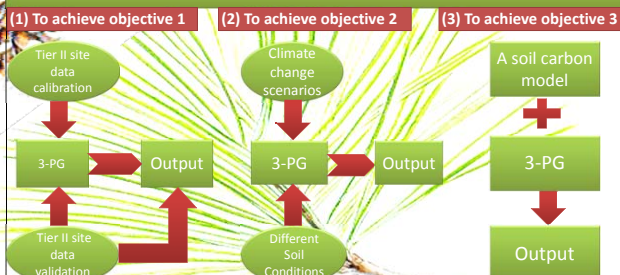 (1) To achieve objective 1
Tier II site
data
calibration
3-PG
Output
Tier II site
data
validation
(2) To achieve objective 2
Climate
change
scenarios
3-PG
Output
Different
Soil
Conditions
(3) To achieve objective 3
A soil carbon
model
3-PG
Output